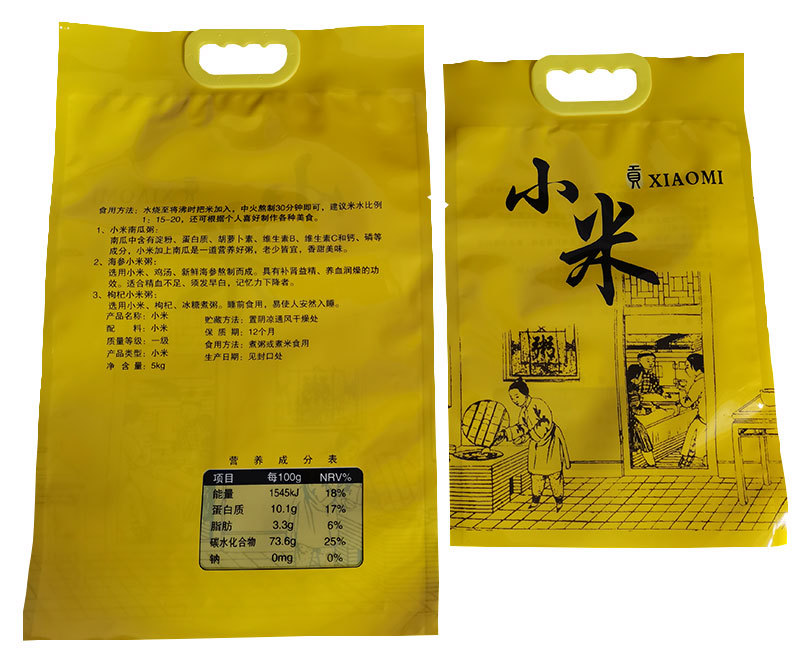 食用方法：水烧至将沸时把米加入，中火熬制30分钟即可，建议米水比例
1：15-20，还可根据个人喜好制作各种美食。
1、小米南瓜粥：
南瓜中含有淀粉、蛋白质、胡萝卜素、维生素B、维生素C和钙、磷等
成分，小米加上南瓜是一道营养好粥，老少皆宜，香甜美味。
2、海参小米粥：
选用小米、鸡汤、新鲜海参熬制而成。具有补肾益精、养血润燥的功
效。适合精血不足、须发早白，记忆力下降者。
3、枸杞小米粥：
选用小米、枸杞、冰糖煮粥。睡前食用，易使人安然入睡。
产品名称：小米 贮藏方法：置阴凉通风干燥处
配 料：小米 保 质 期：12个月
质量等级：一级 食用方法：煮粥或煮米食用
产品类型：小米 生产日期：见封口处
净 含 量：5kg
营 养 成 分 表
项目 每100g NRV%
能量 1545kJ 18%
蛋白质 10.1g 17%
脂肪 3.3g 6%
碳水化合物 73.6g 25%
钠 0mg 0%
小米
貢 XIAOMI
粥